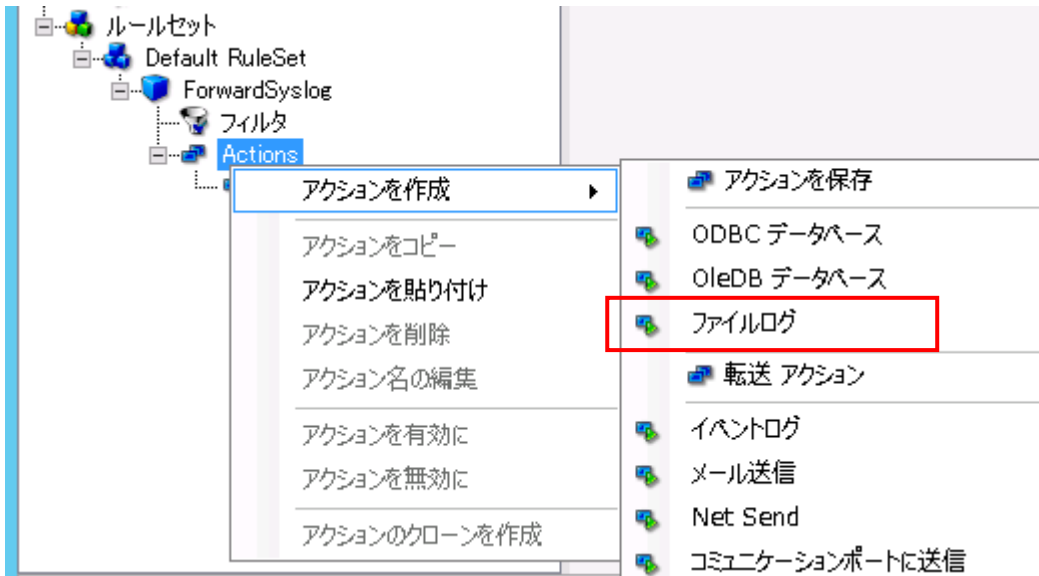 ルールセット
Default RuleSet
ForwardSyslog
フィルタ
Actions
アクションを作成
アクションをコピー
アクションを貼り付け
アクションを削除
アクション名の編集
アクションを有効に
アクションを無効に
アクションのクローンを作成
アクションを保存
ODBC データベース
OleDB データベース
ファイルログ
転送 アクション
イベントログ
メール送信
Net Send
コミュニケーションポートに送信